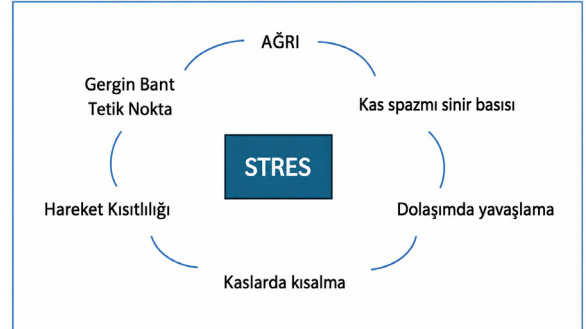 AĞRI
Gergin Bant
Tetik Nokta
Kas spazmı sinir basısı
STRES
Hareket Kısıtlılığı
Dolaşımda yavaşlama
Kaslarda kısalma